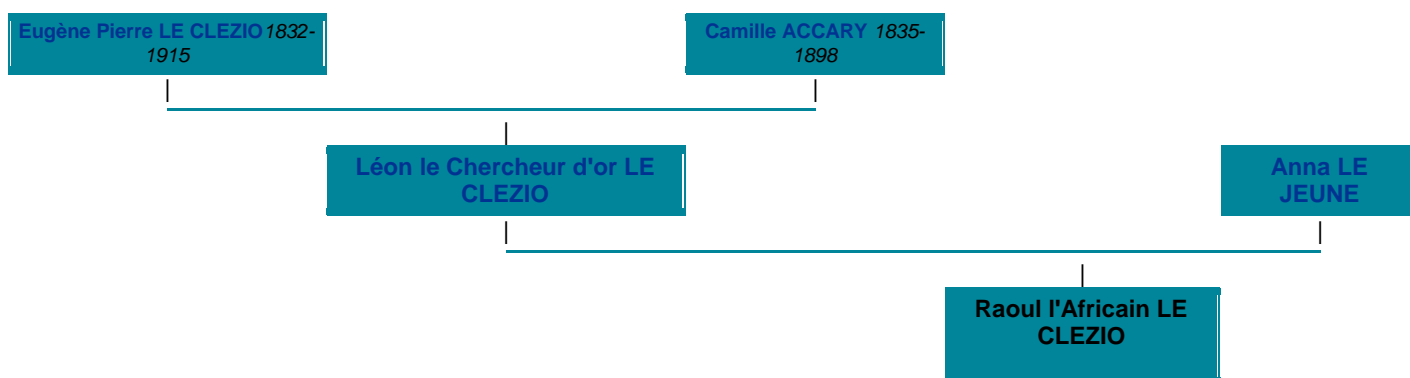 Eugène Pierre LE CLEZIO1832-
1915
Camille ACCARY 1835-
1898
Léon le Chercheur d'or LE
CLEZIO
Anna LE
JEUNE
Raoul l'Africain LE
CLEZIO